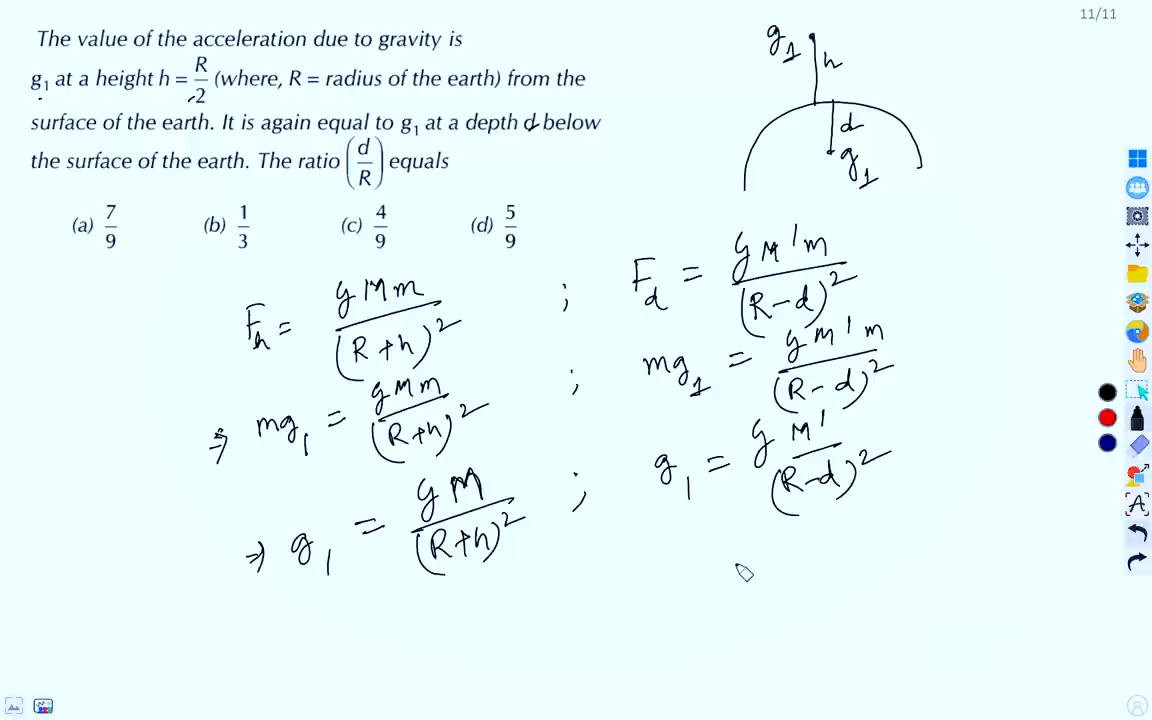 11/11
The value of the acceleration due to gravity is
g₁ at a height h = R/2 (where, R = radius of the earth) from the
surface of the earth. It is again equal to g₁ at a depth d below
the surface of the earth. The ratio (d/R) equals
(a) 7/9 (b) 1/3 (c) 4/9 (d) 5/9
g₁
h
d
g₁
F_h = GMm/(R+h)² ; F_d = GM'm/(R-d)²
⇒ mg₁ = GMm/(R+h)² ; mg₁ = GM'm/(R-d)²
⇒ g₁ = GM/(R+h)² ; g₁ = GM'/(R-d)²